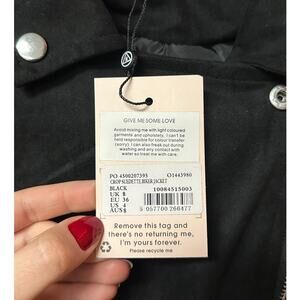 GIVE ME SOME LOVE
Avoid mixing me with light coloured
garments and upholstery, I can't be
held responsible for colour transfer
(sorry). I can also freak out during
washing and any contact with
water so treat me with care.
PO 4500207395 O1443980
CROP SUEDETTE BIKER JACKET
BLACK 10084515003
UK 8
EU 36
US 4
AUS 8 5 057700 266477
Remove this tag and
there's no returning me,
I'm yours forever.
Please recycle me